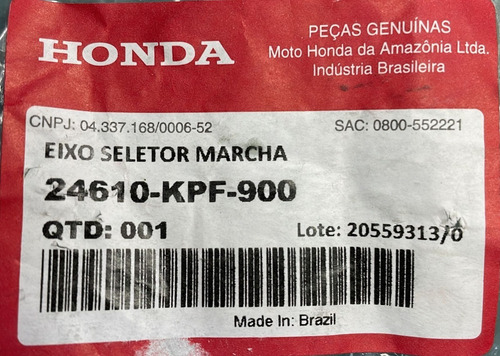 HONDA
PEÇAS GENUÍNAS
Moto Honda da Amazônia Ltda.
Indústria Brasileira
CNPJ: 04.337.168/0006-52
SAC: 0800-552221
EIXO SELETOR MARCHA
24610-KPF-900
QTD: 001
Lote: 20559313/0
Made In: Brazil